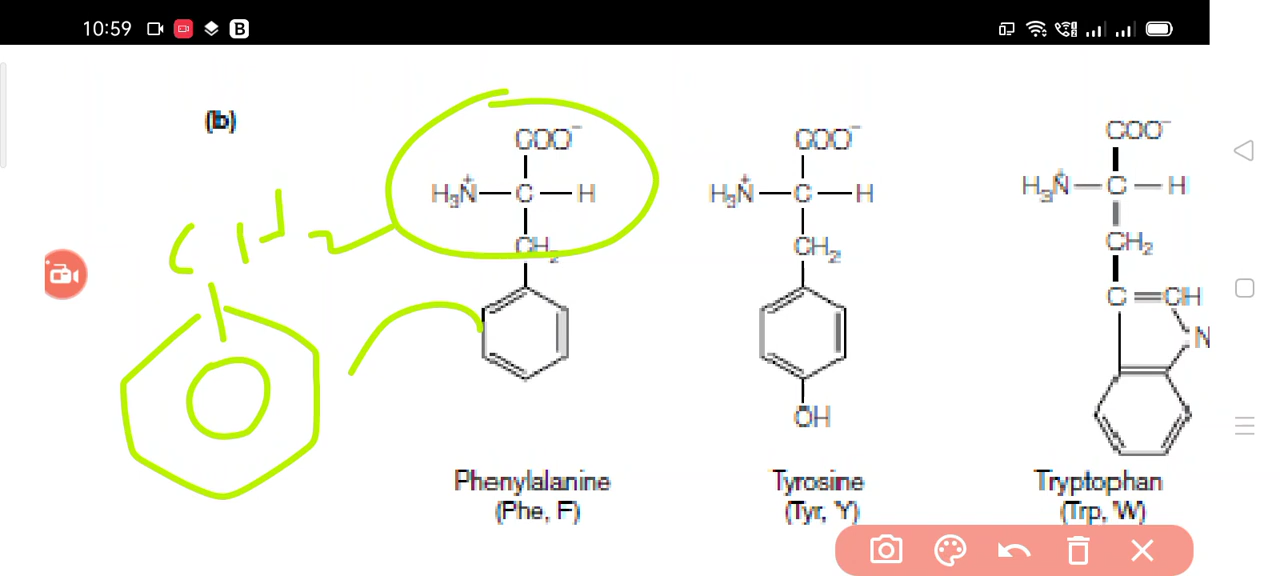 10:59 B
(b)
COO⁻ COO⁻ COO⁻
H₃N⁺—C—H H₃N⁺—C—H H₃N⁺—C—H
CH₂ CH₂ CH₂
C=CH
N
OH
Phenylalanine Tyrosine Tryptophan
(Phe, F) (Tyr, Y) (Trp, W)